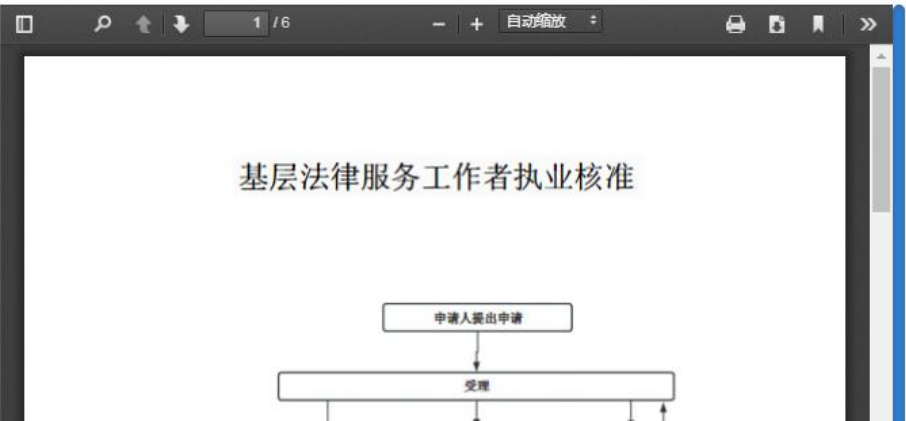 1 / 6
自动缩放
基层法律服务工作者执业核准
申请人提出申请
受理